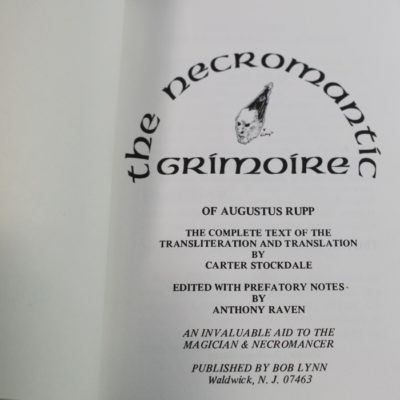 the necromantic
GRIMOIRE
OF AUGUSTUS RUPP
THE COMPLETE TEXT OF THE
TRANSLITERATION AND TRANSLATION
BY
CARTER STOCKDALE
EDITED WITH PREFATORY NOTES
BY
ANTHONY RAVEN
AN INVALUABLE AID TO THE
MAGICIAN & NECROMANCER
PUBLISHED BY BOB LYNN
Waldwick, N. J. 07463